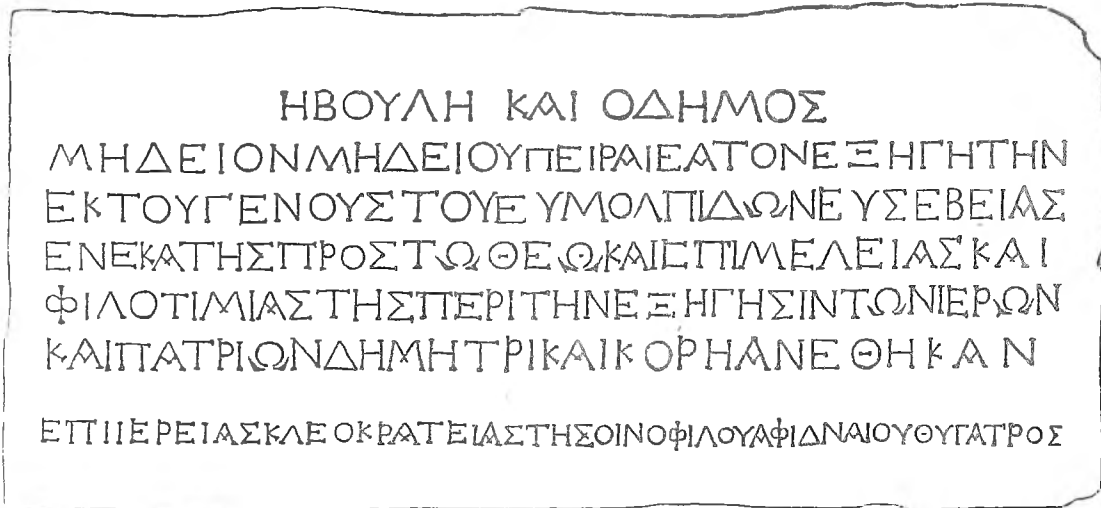 ΗΒΟΥΛΗ ΚΑΙ ΟΔΗΜΟΣ
ΜΗΔΕΙΟΝΜΗΔΕΙΟΥΠΕΙΡΑΙΕΑΤΟΝΕΞΗΓΗΤΗΝ
ΕΚΤΟΥΓΕΝΟΥΣΤΟΥΕΥΜΟΛΠΙΔΩΝΕΥΣΕΒΕΙΑΣ
ΕΝΕΚΑΤΗΣΠΡΟΣΤΩΘΕΩΚΑΙΕΠΙΜΕΛΕΙΑΣΚΑΙ
ΦΙΛΟΤΙΜΙΑΣΤΗΣΠΕΡΙΤΗΝΕΞΗΓΗΣΙΝΤΩΝΙΕΡΩΝ
ΚΑΙΠΑΤΡΙΩΝΔΗΜΗΤΡΙΚΑΙΚΟΡΗΑΝΕΘΗΚΑΝ
ΕΠΙΙΕΡΕΙΑΣΚΛΕΟΚΡΑΤΕΙΑΣΤΗΣΟΙΝΟΦΙΛΟΥΑΦΙΔΝΑΙΟΥΘΥΓΑΤΡΟΣ